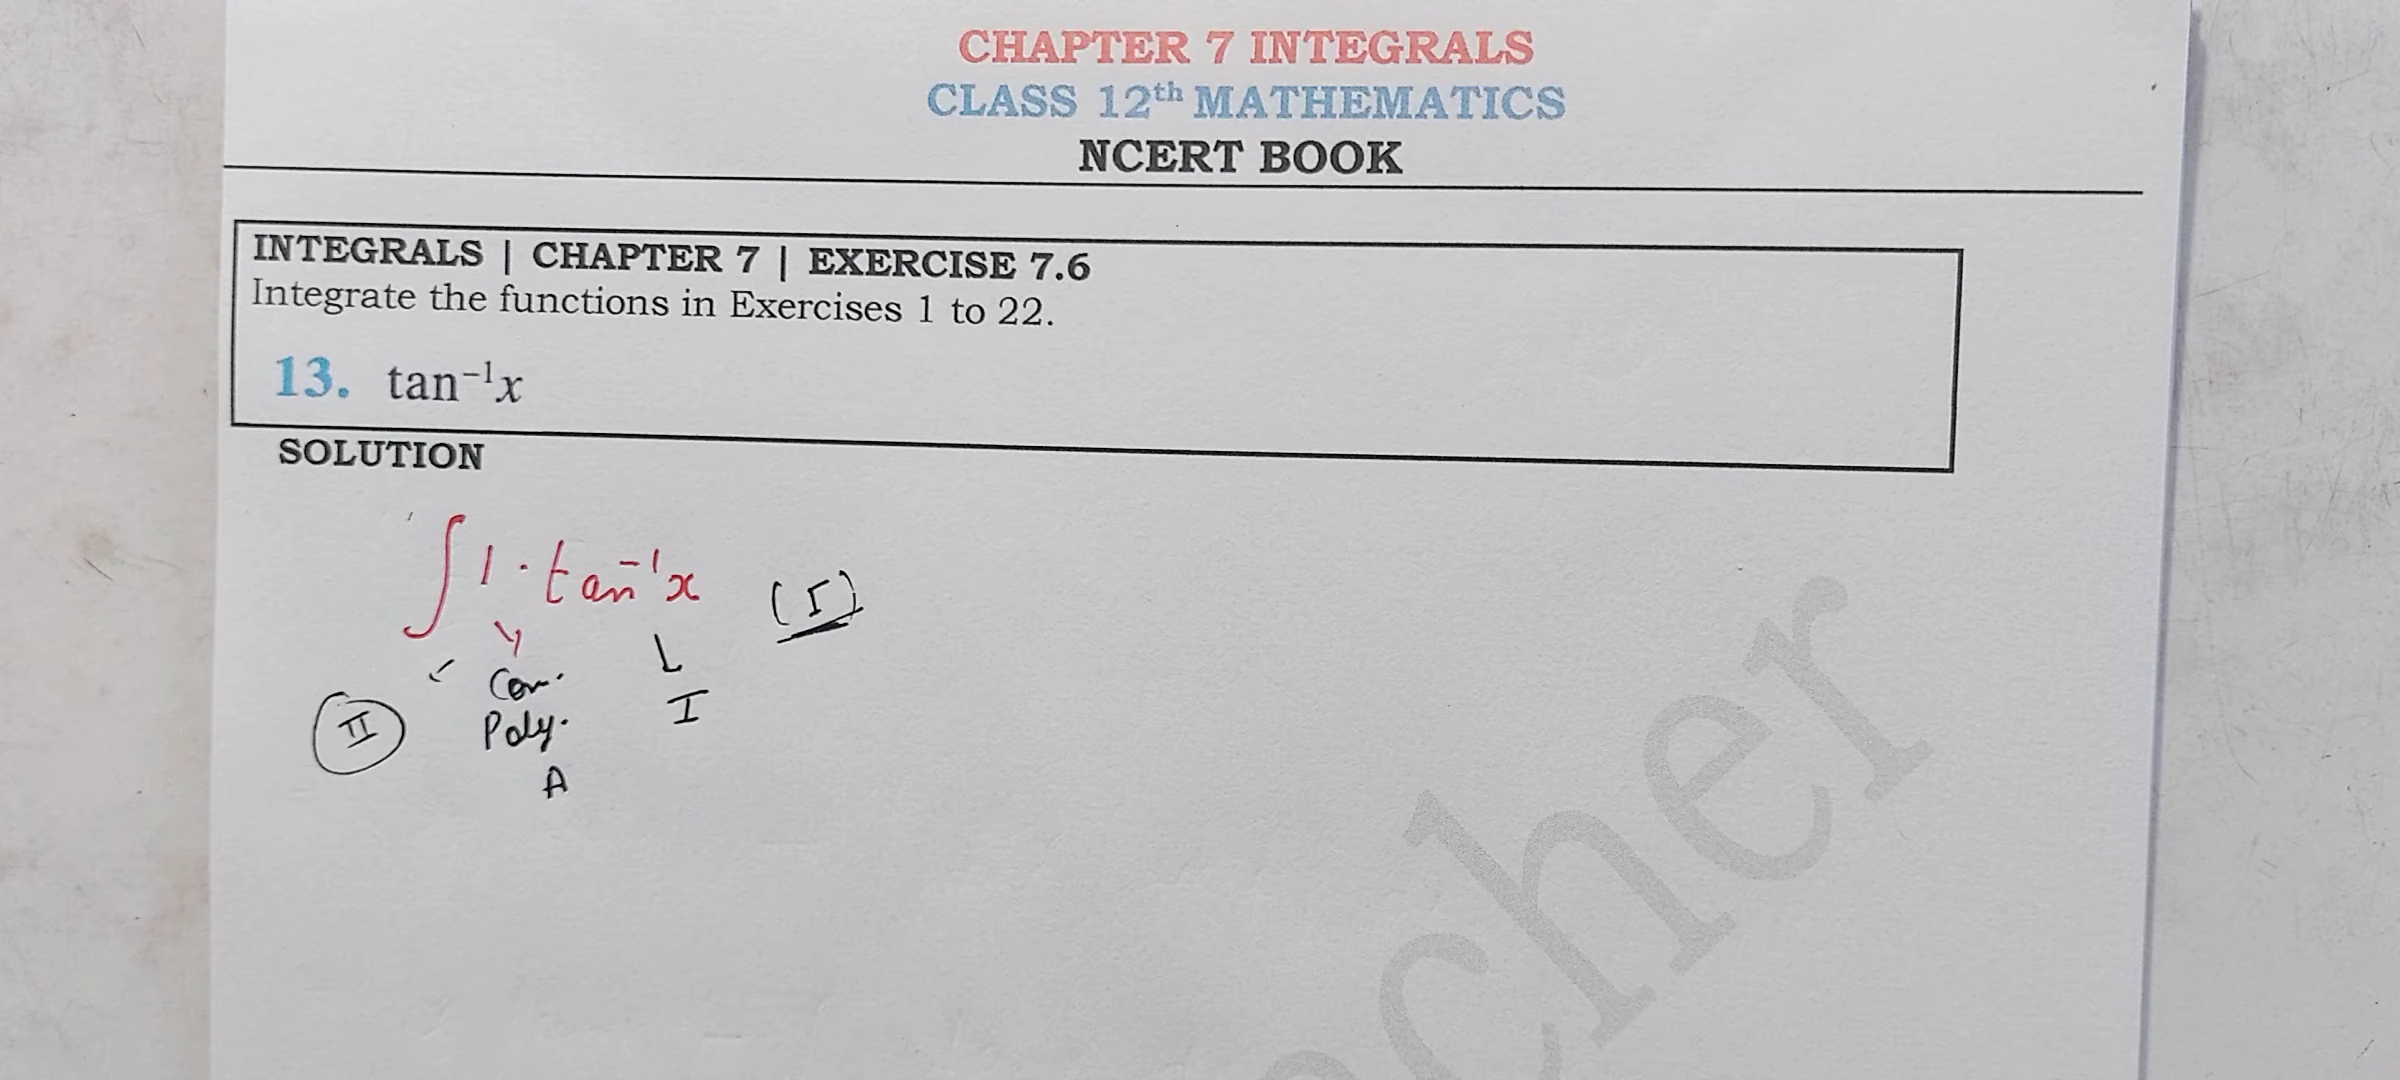 CHAPTER 7 INTEGRALS
CLASS 12th MATHEMATICS
NCERT BOOK
INTEGRALS | CHAPTER 7 | EXERCISE 7.6
Integrate the functions in Exercises 1 to 22.
13. tan⁻¹x
SOLUTION
∫ 1 · tan⁻¹x (I)
Con.
II Poly. I
A
cher